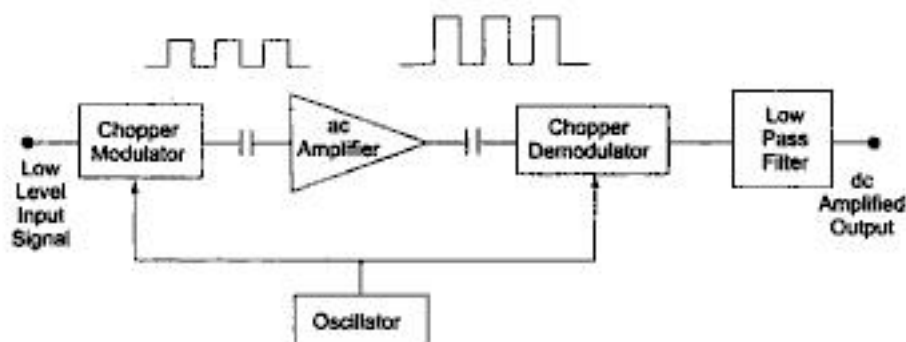 Chopper
Modulator
ac
Amplifier
Chopper
Demodulator
Low
Pass
Filter
Low
Level
Input
Signal
dc
Amplified
Output
Oscillator